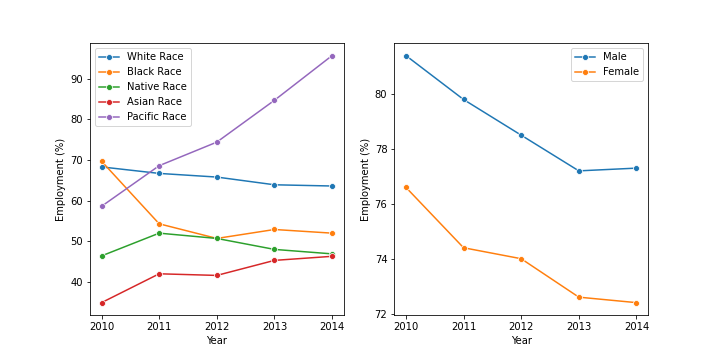 White Race
Black Race
Native Race
Asian Race
Pacific Race
90
80
70
60
50
40
Employment (%)
2010 2011 2012 2013 2014
Year
Male
Female
80
78
76
74
72
Employment (%)
2010 2011 2012 2013 2014
Year